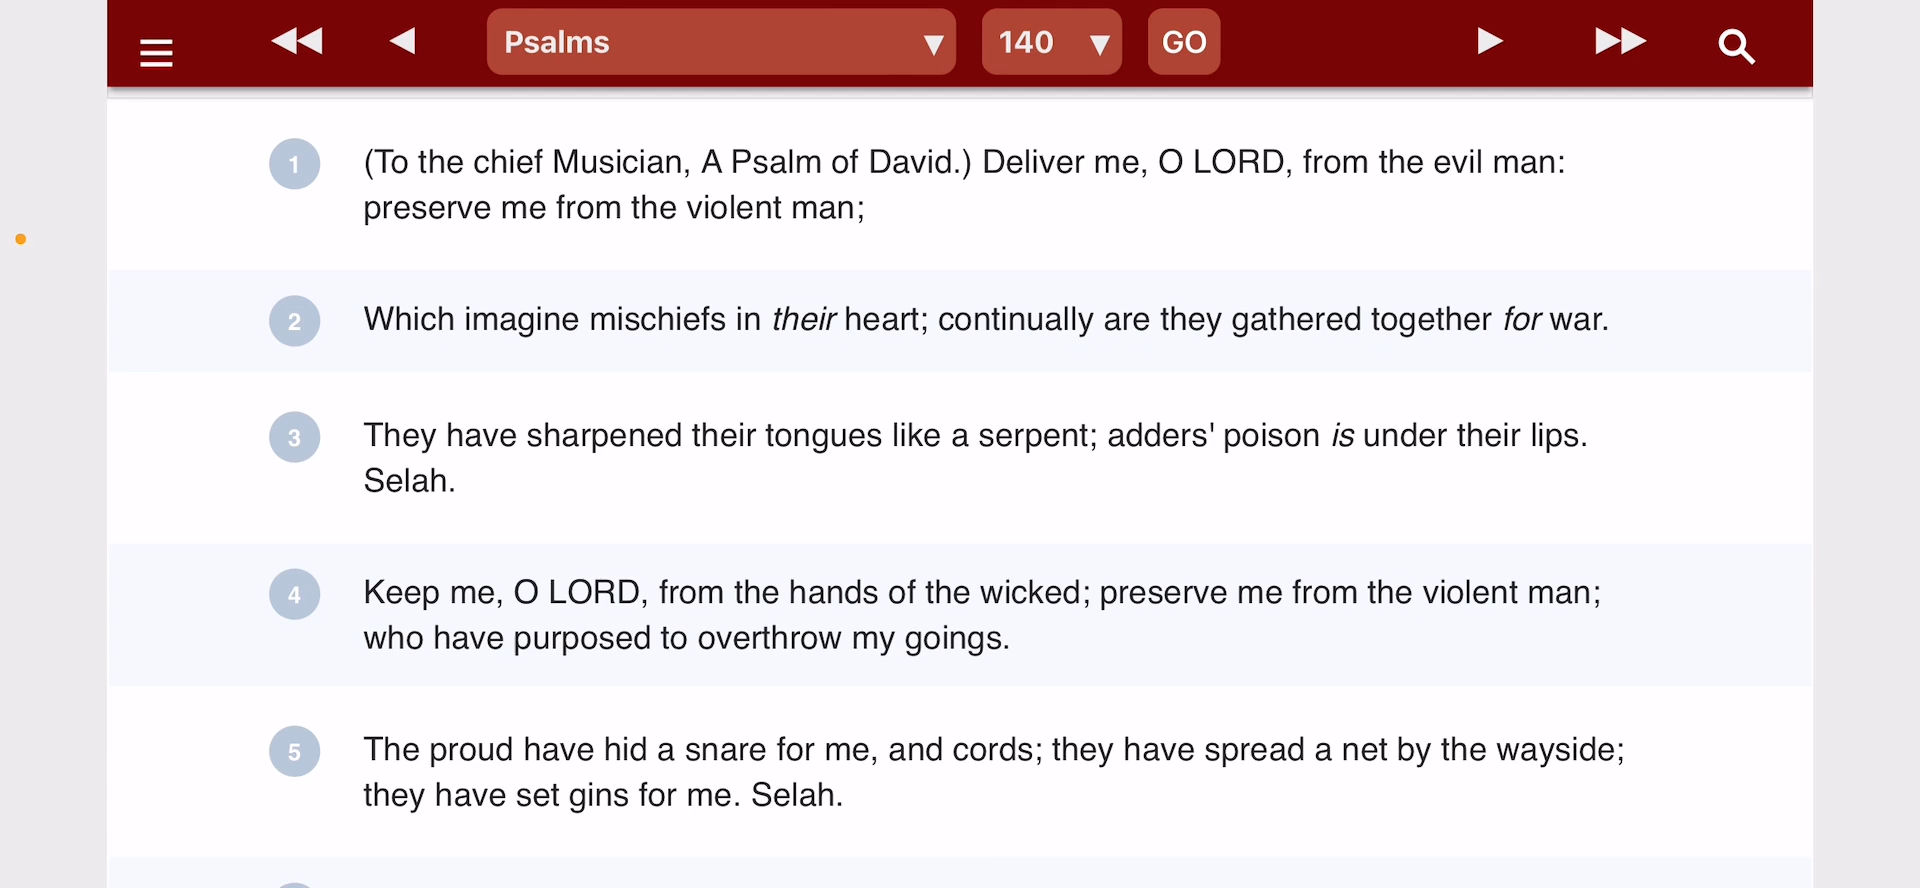 Psalms 140 GO
1 (To the chief Musician, A Psalm of David.) Deliver me, O LORD, from the evil man:
preserve me from the violent man;
2 Which imagine mischiefs in their heart; continually are they gathered together for war.
3 They have sharpened their tongues like a serpent; adders' poison is under their lips.
Selah.
4 Keep me, O LORD, from the hands of the wicked; preserve me from the violent man;
who have purposed to overthrow my goings.
5 The proud have hid a snare for me, and cords; they have spread a net by the wayside;
they have set gins for me. Selah.